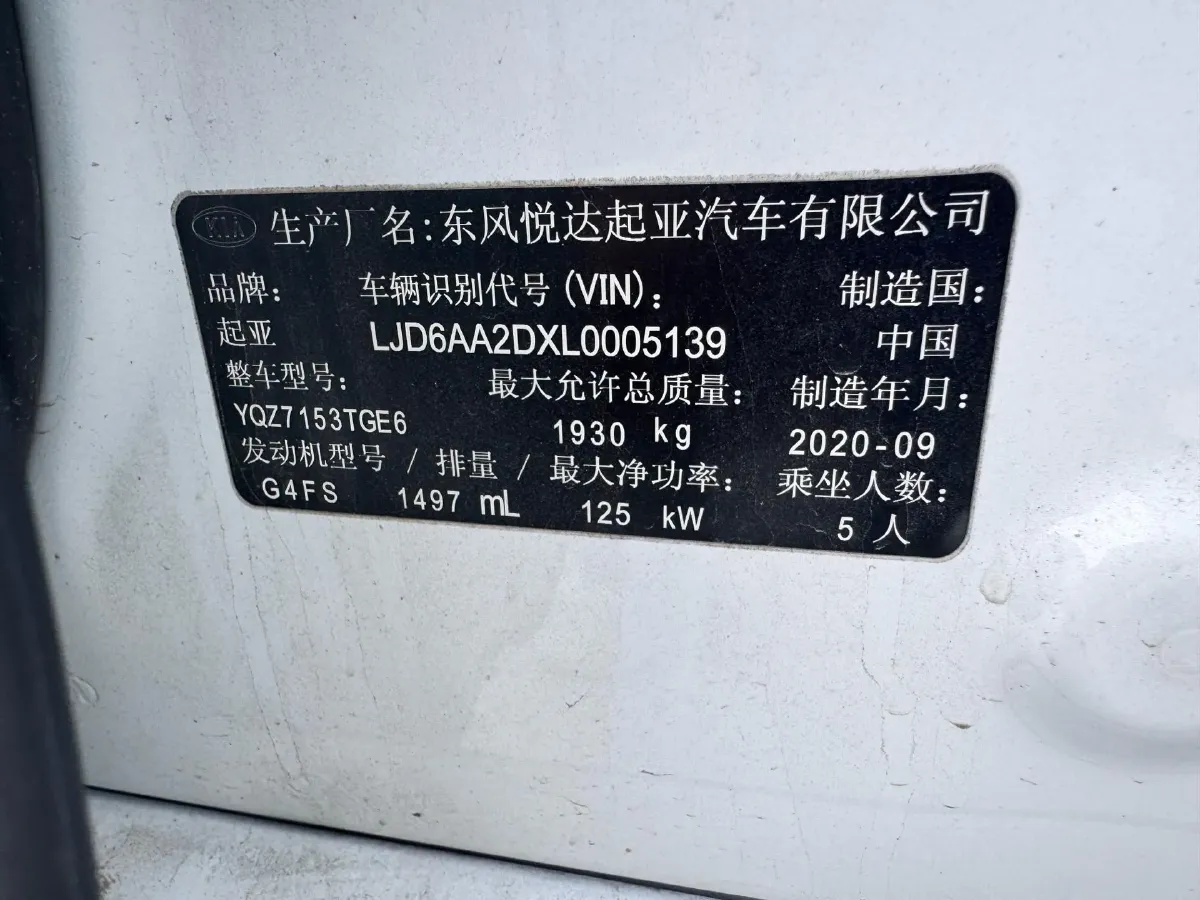 KIA 生产厂名:东风悦达起亚汽车有限公司
品牌: 车辆识别代号(VIN): 制造国:
起亚 LJD6AA2DXL0005139 中国
整车型号: 最大允许总质量: 制造年月:
YQZ7153TGE6 1930 kg 2020-09
发动机型号 / 排量 / 最大净功率: 乘坐人数:
G4FS 1497 mL 125 kW 5 人